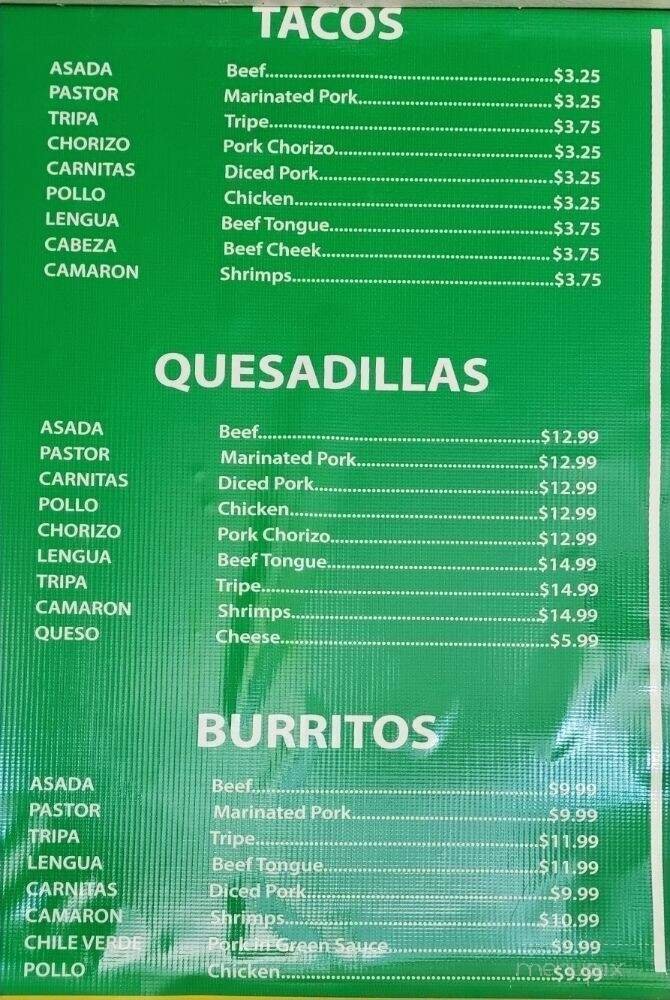 TACOS
ASADA Beef.....$3.25
PASTOR Marinated Pork.....$3.25
TRIPA Tripe.....$3.75
CHORIZO Pork Chorizo.....$3.25
CARNITAS Diced Pork.....$3.25
POLLO Chicken.....$3.25
LENGUA Beef Tongue.....$3.75
CABEZA Beef Cheek.....$3.75
CAMARON Shrimps.....$3.75
QUESADILLAS
ASADA Beef.....$12.99
PASTOR Marinated Pork.....$12.99
CARNITAS Diced Pork.....$12.99
POLLO Chicken.....$12.99
CHORIZO Pork Chorizo.....$12.99
LENGUA Beef Tongue.....$14.99
TRIPA Tripe.....$14.99
CAMARON Shrimps.....$14.99
QUESO Cheese.....$5.99
BURRITOS
ASADA Beef.....$9.99
PASTOR Marinated Pork.....$9.99
TRIPA Tripe.....$11.99
LENGUA Beef Tongue.....$11.99
CARNITAS Diced Pork.....$9.99
CAMARON Shrimps.....$10.99
CHILE VERDE Pork in Green Sauce.....$9.99
POLLO Chicken.....$9.99